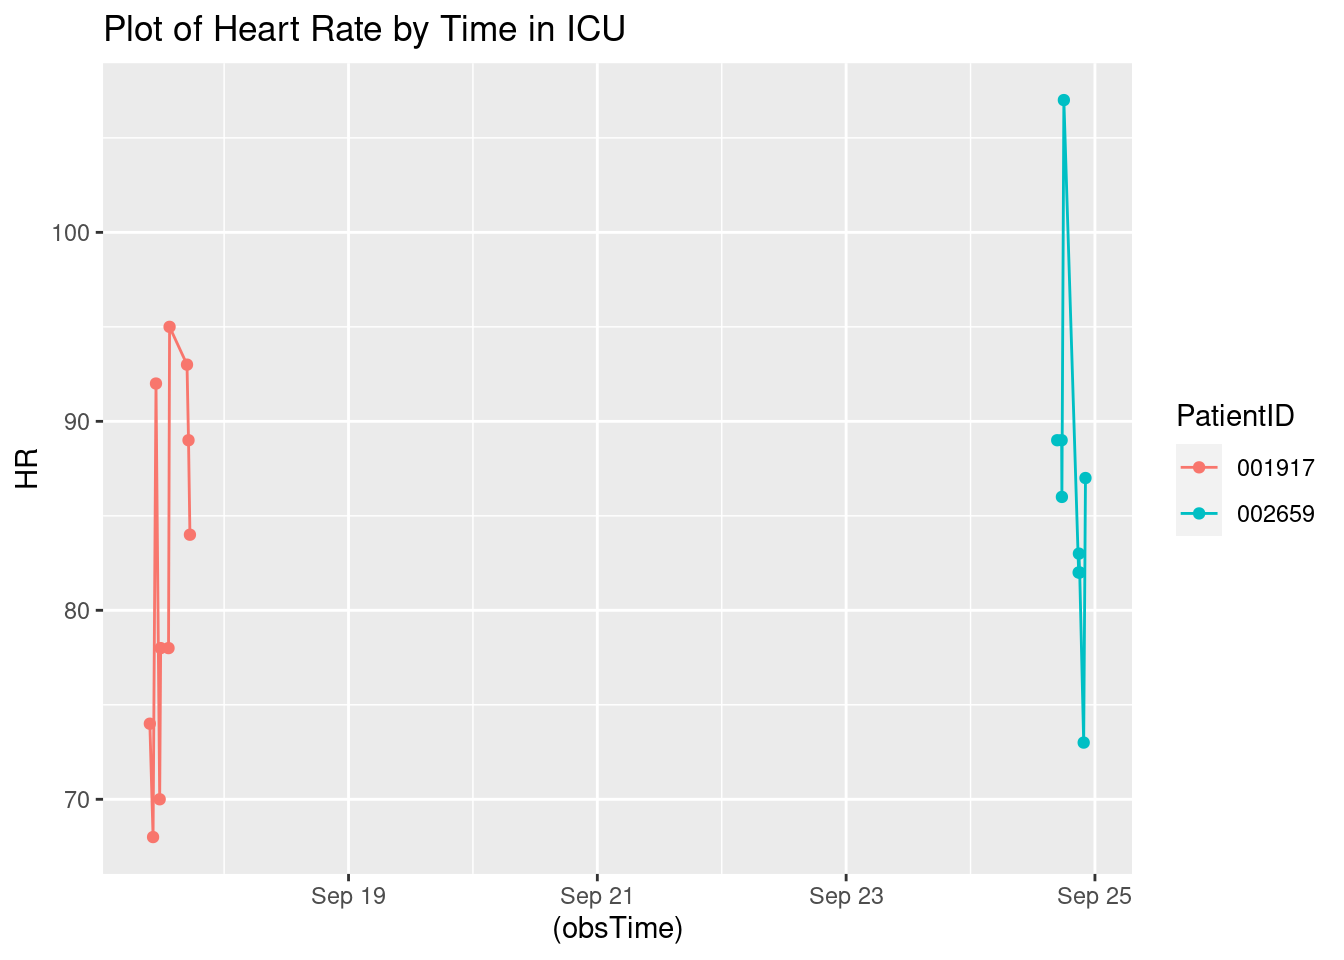 Plot of Heart Rate by Time in ICU
100
90
80
70
HR
Sep 19
Sep 21
Sep 23
Sep 25
(obsTime)
PatientID
001917
002659